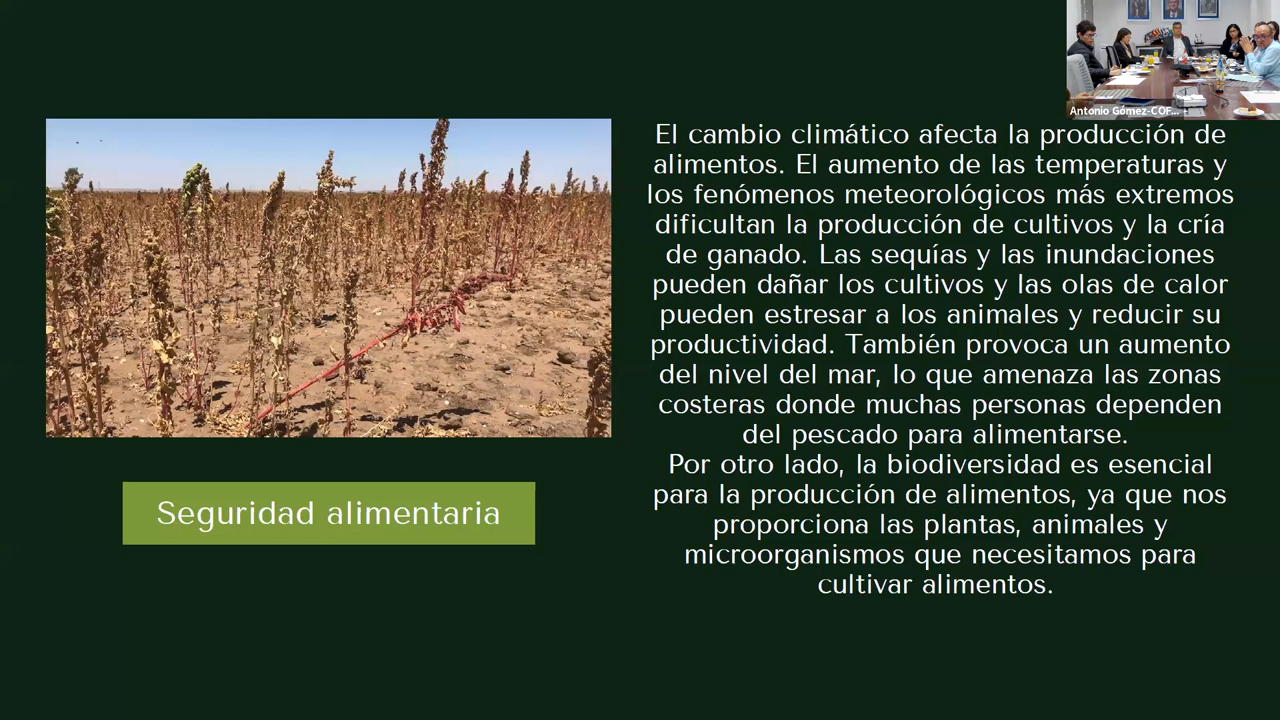 Antonio Gómez-COF...
El cambio climático afecta la producción de
alimentos. El aumento de las temperaturas y
los fenómenos meteorológicos más extremos
dificultan la producción de cultivos y la cría
de ganado. Las sequías y las inundaciones
pueden dañar los cultivos y las olas de calor
pueden estresar a los animales y reducir su
productividad. También provoca un aumento
del nivel del mar, lo que amenaza las zonas
costeras donde muchas personas dependen
del pescado para alimentarse.
Por otro lado, la biodiversidad es esencial
para la producción de alimentos, ya que nos
proporciona las plantas, animales y
microorganismos que necesitamos para
cultivar alimentos.
Seguridad alimentaria